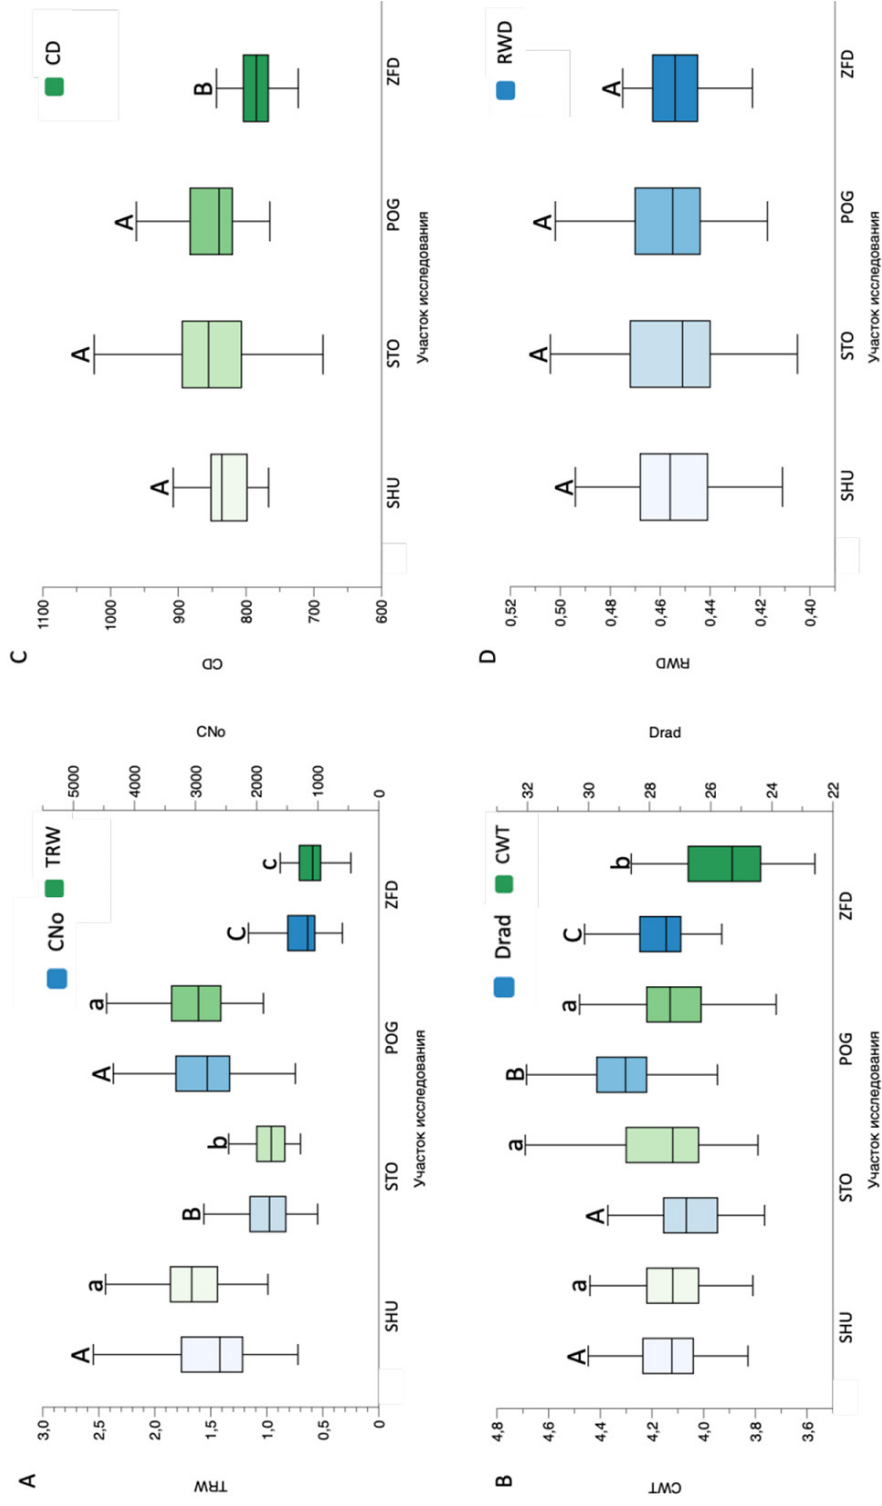 A
CNo
TRW
3,0
2,5
2,0
1,5
1,0
0,5
0
TRW
5000
4000
3000
2000
1000
0
CNo
A
a
B
b
A
a
C
c
SHU
STO
POG
ZFD
Участок исследования
B
Drad
CWT
4,8
4,6
4,4
4,2
4,0
3,8
3,6
CWT
32
30
28
26
24
22
Drad
A
a
A
a
B
a
C
b
SHU
STO
POG
ZFD
Участок исследования
C
CD
1100
1000
900
800
700
600
CD
A
A
A
B
SHU
STO
POG
ZFD
Участок исследования
D
RWD
0,52
0,50
0,48
0,46
0,44
0,42
0,40
RWD
A
A
A
A
SHU
STO
POG
ZFD
Участок исследования